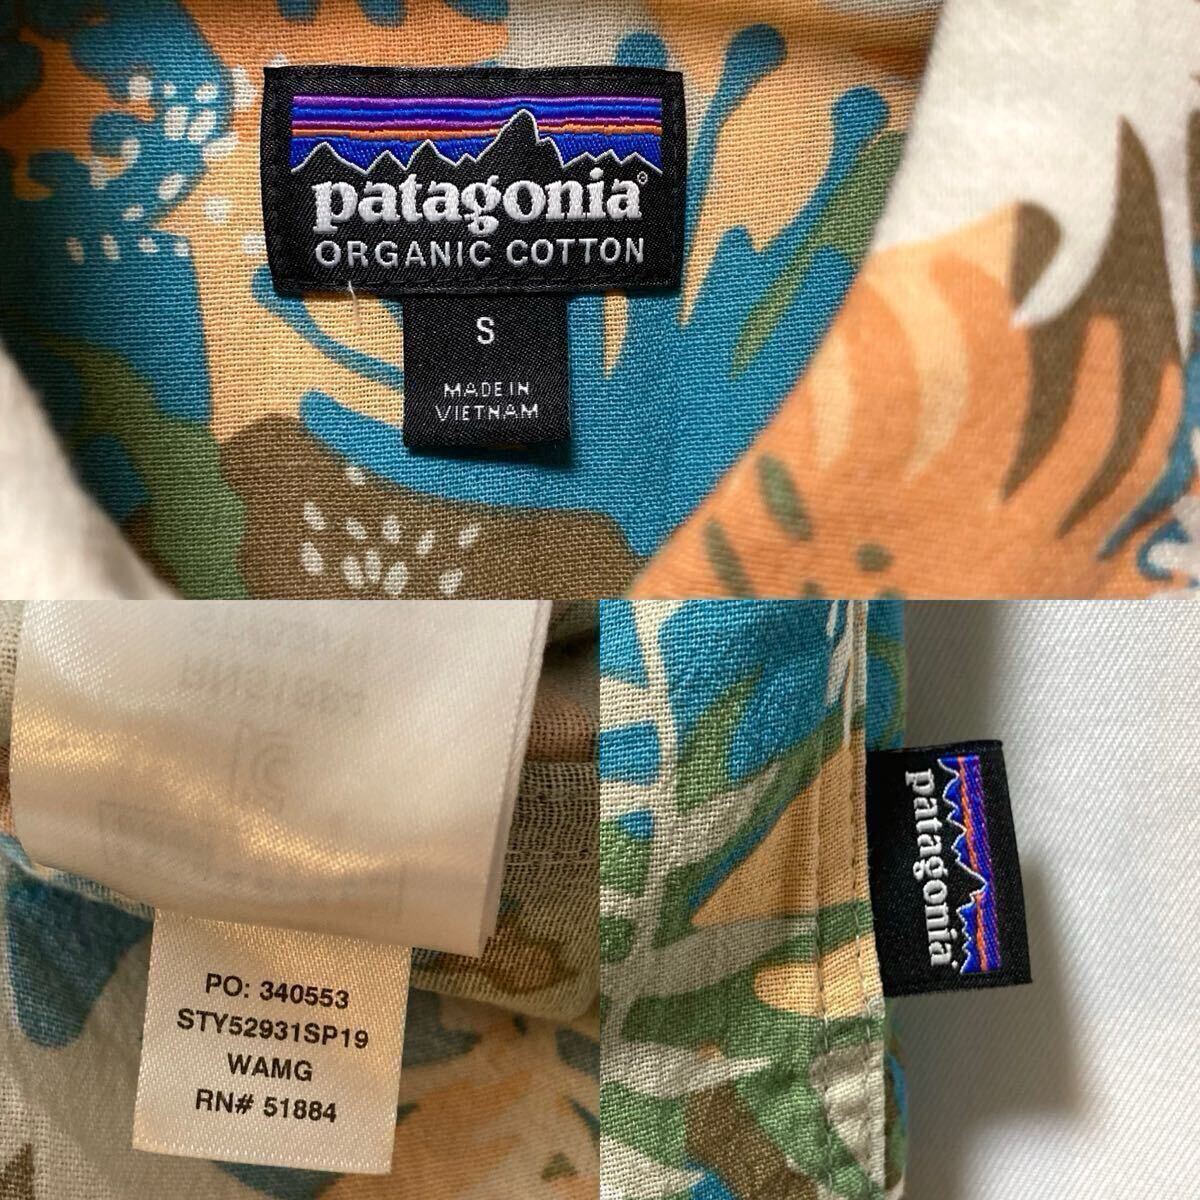 patagonia®
ORGANIC COTTON
S
MADE IN
VIETNAM
PO: 340553
STY52931SP19
WAMG
RN# 51884
patagonia®